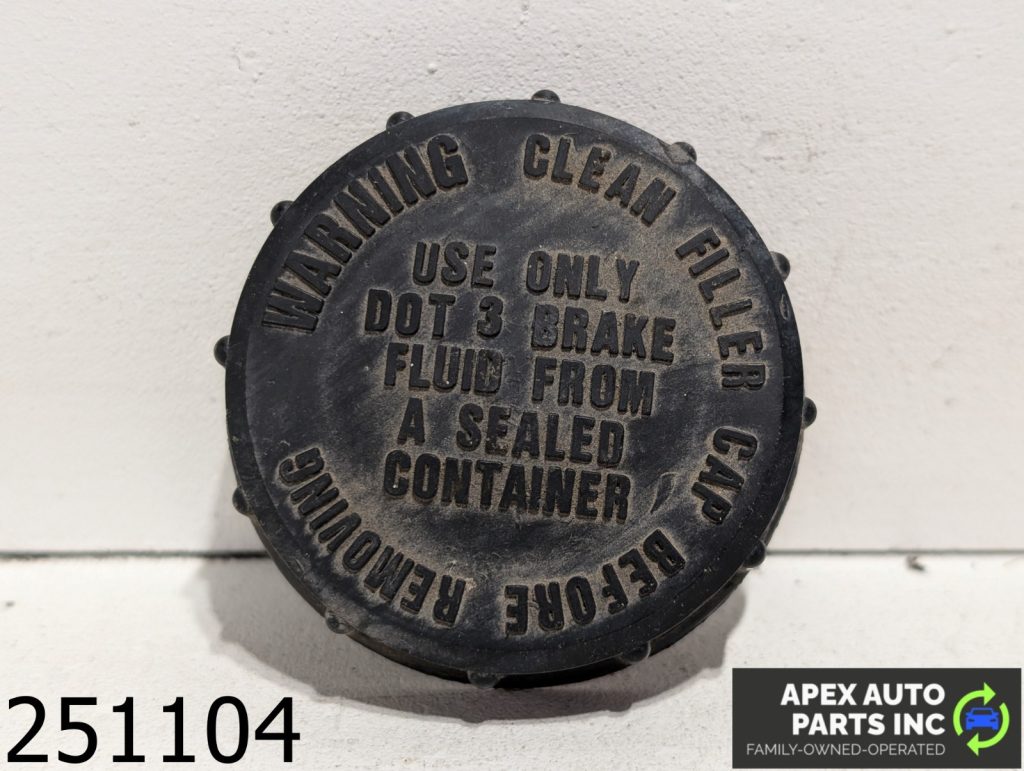 WARNING CLEAN FILLER CAP BEFORE REMOVING
USE ONLY
DOT 3 BRAKE
FLUID FROM
A SEALED
CONTAINER
251104
APEX AUTO
PARTS INC
FAMILY-OWNED-OPERATED